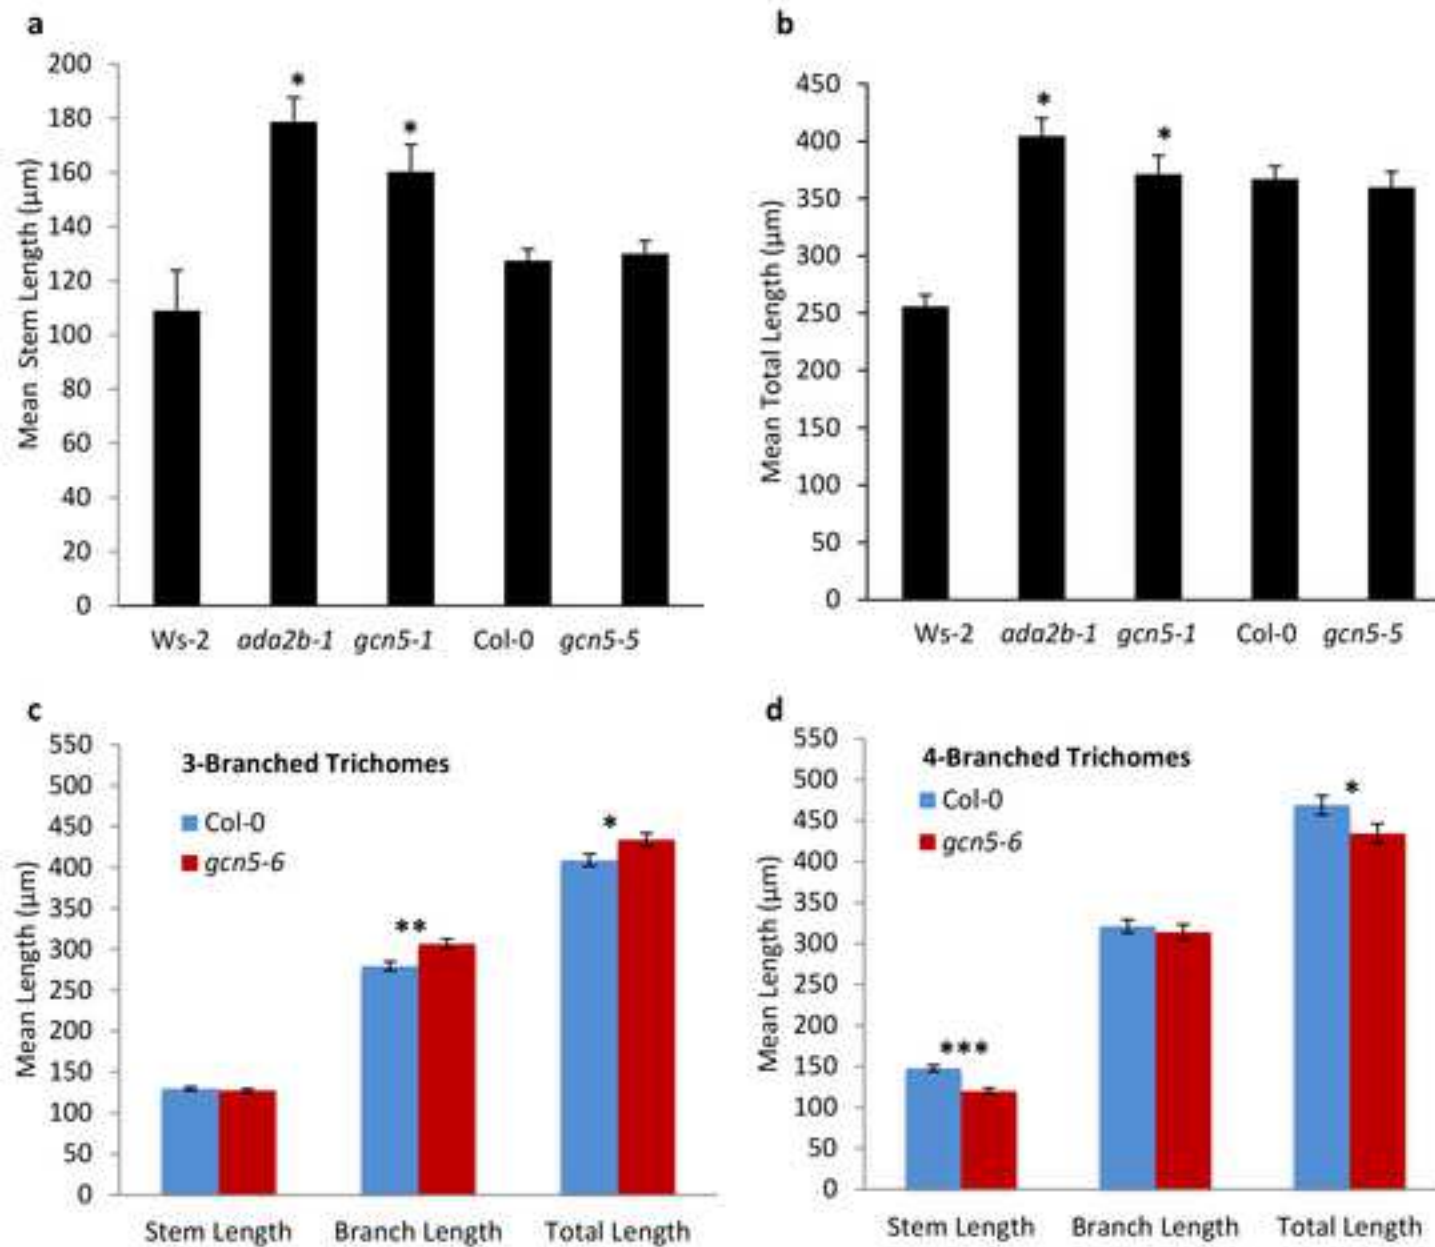 a
Mean Stem Length (µm)
200
180
160
140
120
100
80
60
40
20
0
*
*
Ws-2 ada2b-1 gcn5-1 Col-0 gcn5-5
b
Mean Total Length (µm)
450
400
350
300
250
200
150
100
50
0
*
*
Ws-2 ada2b-1 gcn5-1 Col-0 gcn5-5
c
Mean Length (µm)
550
500
450
400
350
300
250
200
150
100
50
0
3-Branched Trichomes
Col-0
gcn5-6
**
*
Stem Length Branch Length Total Length
d
Mean Length (µm)
550
500
450
400
350
300
250
200
150
100
50
0
4-Branched Trichomes
Col-0
gcn5-6
***
*
Stem Length Branch Length Total Length